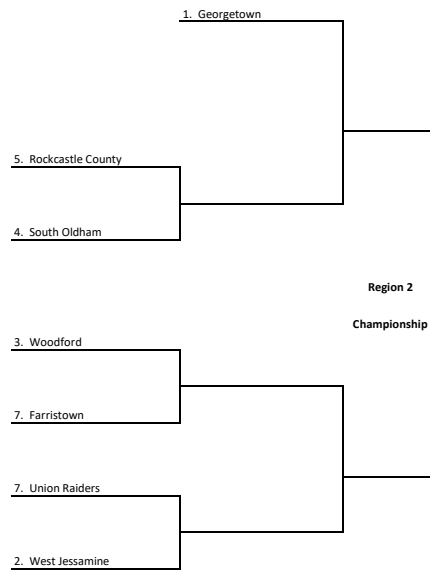 1. Georgetown
5. Rockcastle County
4. South Oldham
Region 2
Championship
3. Woodford
7. Farristown
7. Union Raiders
2. West Jessamine